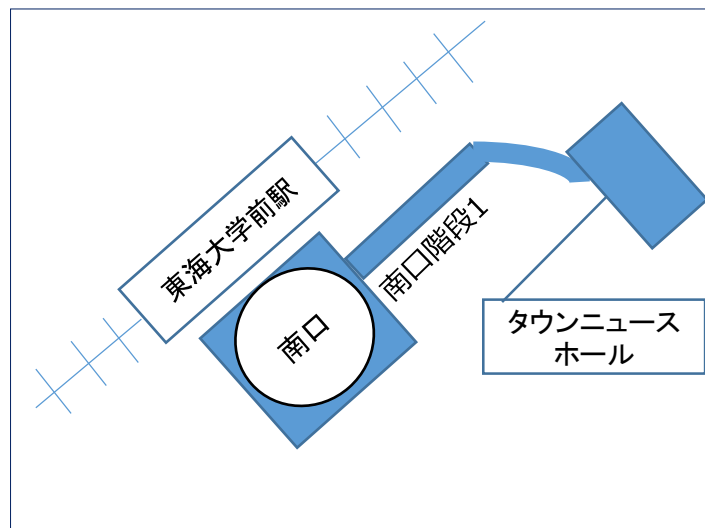 東海大学前駅
南口階段1
南口
タウンニュース
ホール